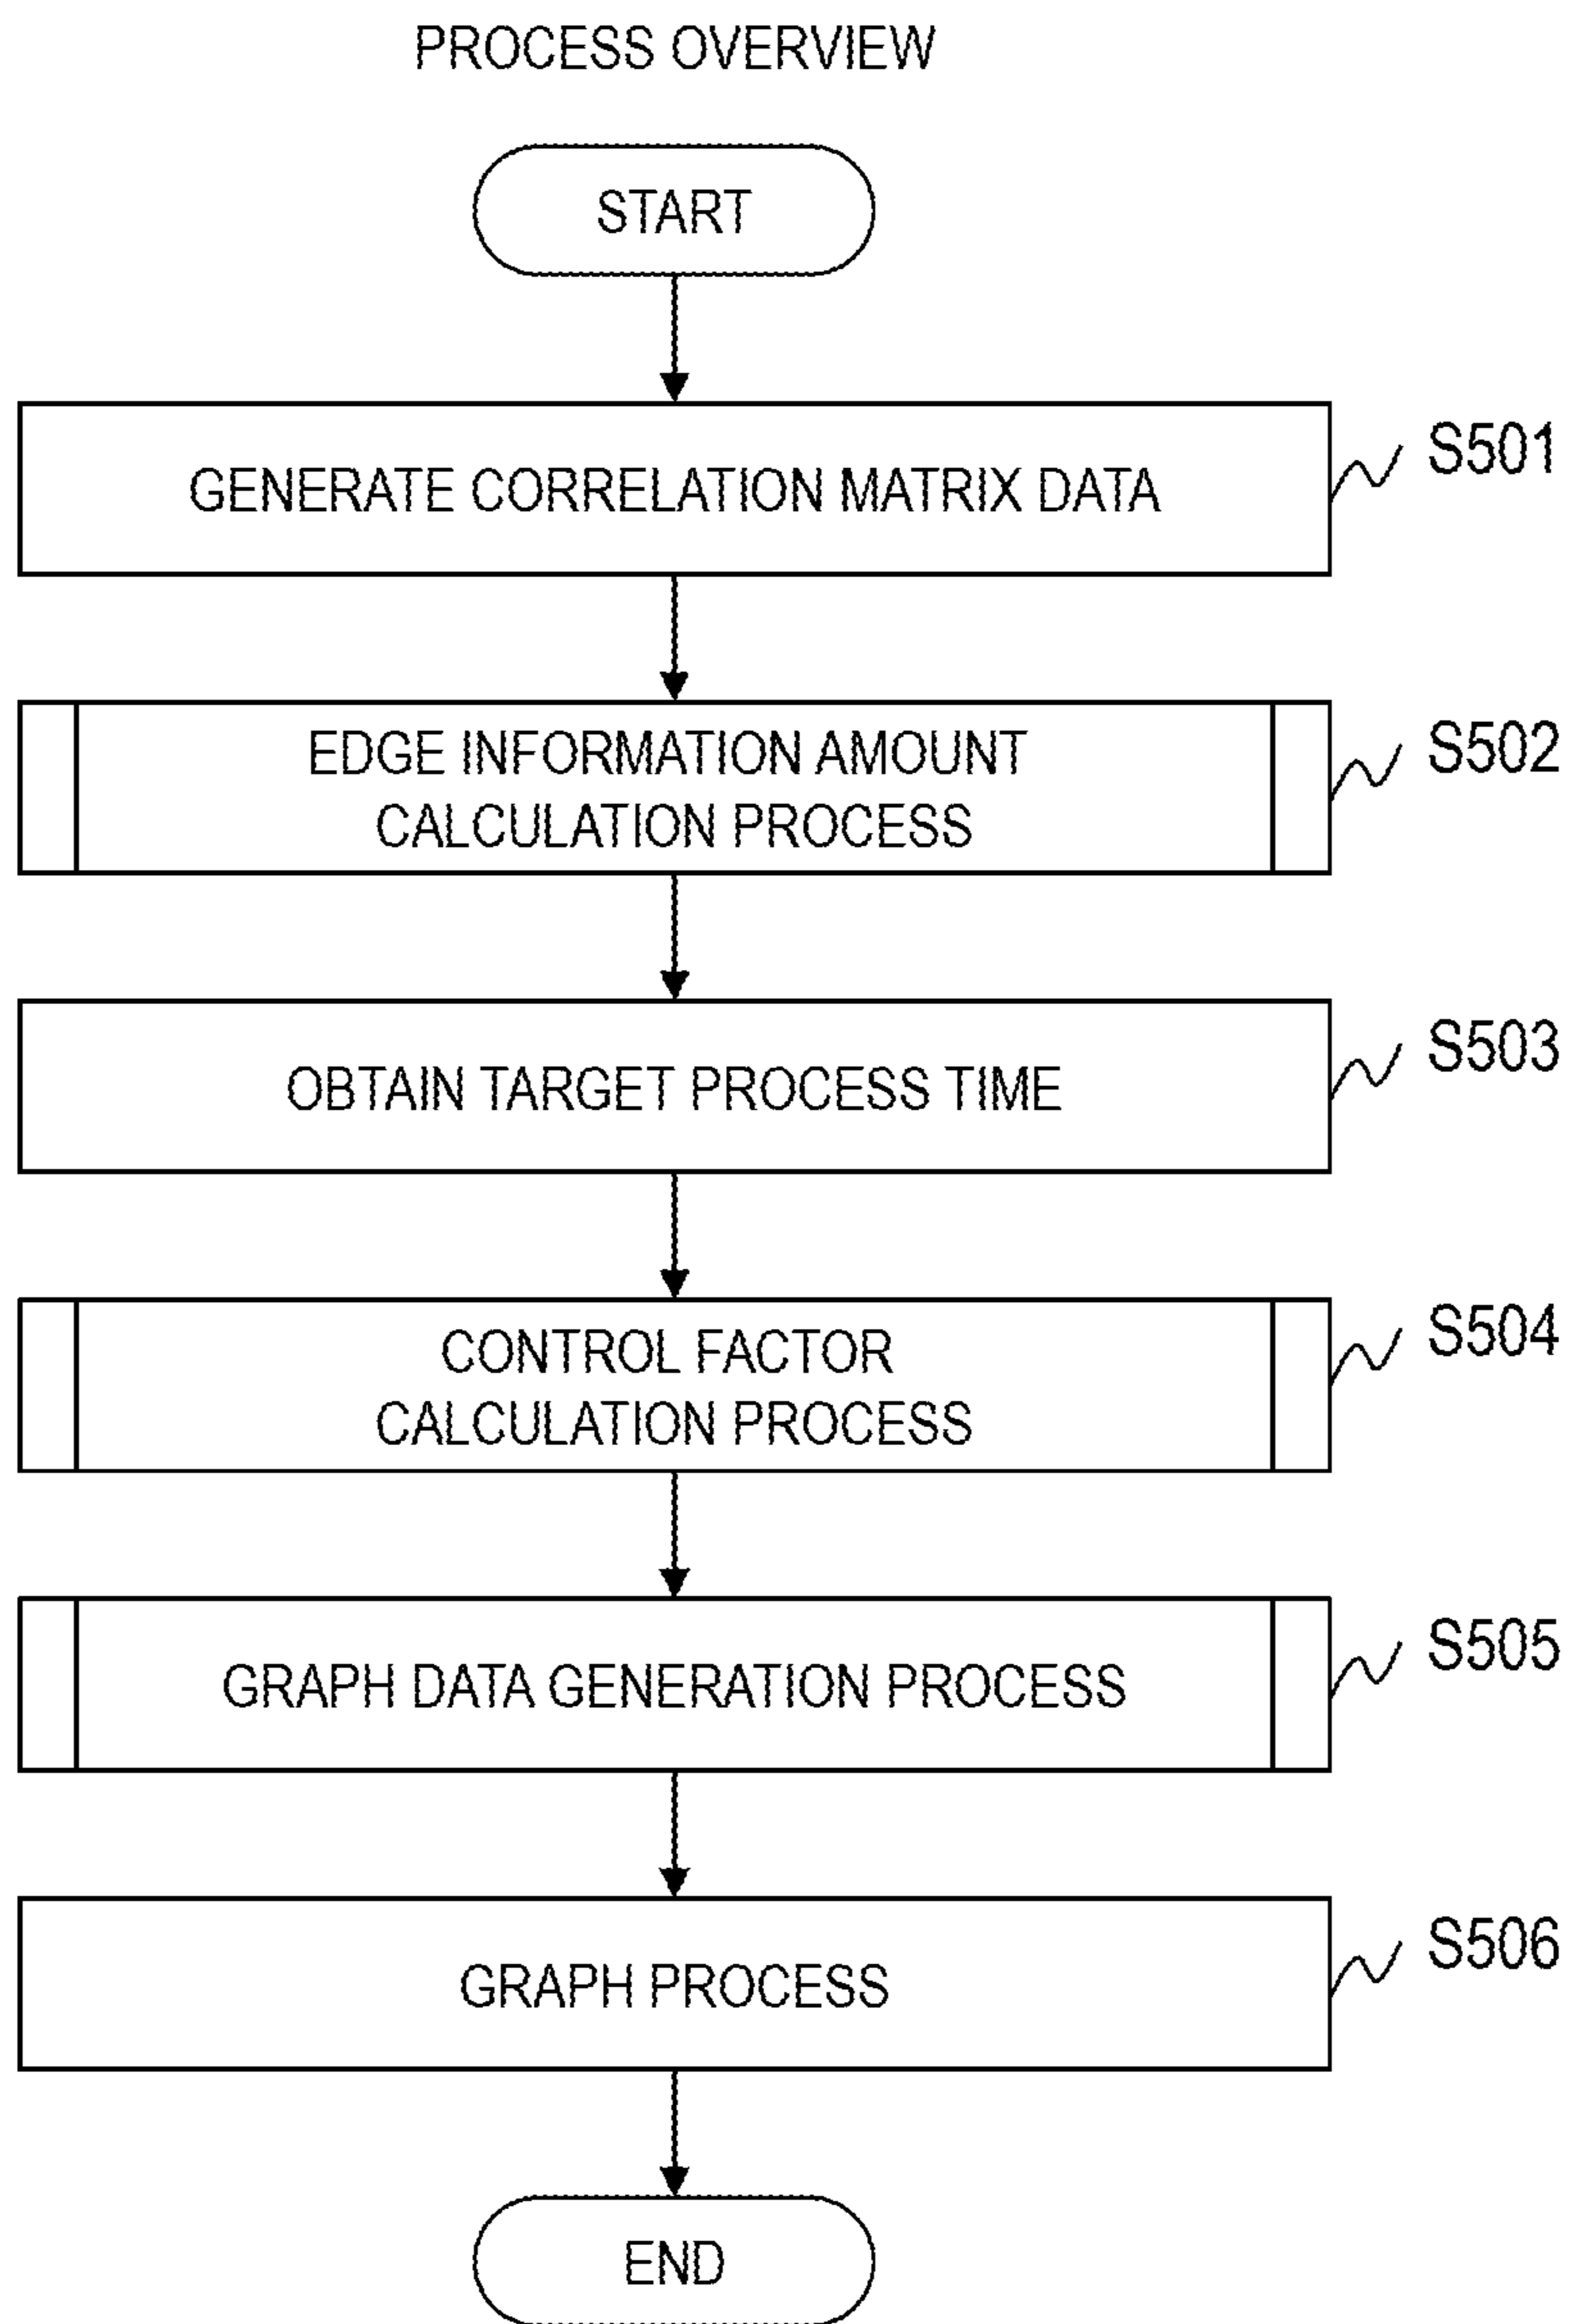 PROCESS OVERVIEW
START
GENERATE CORRELATION MATRIX DATA
S501
EDGE INFORMATION AMOUNT
CALCULATION PROCESS
S502
OBTAIN TARGET PROCESS TIME
S503
CONTROL FACTOR
CALCULATION PROCESS
S504
GRAPH DATA GENERATION PROCESS
S505
GRAPH PROCESS
S506
END